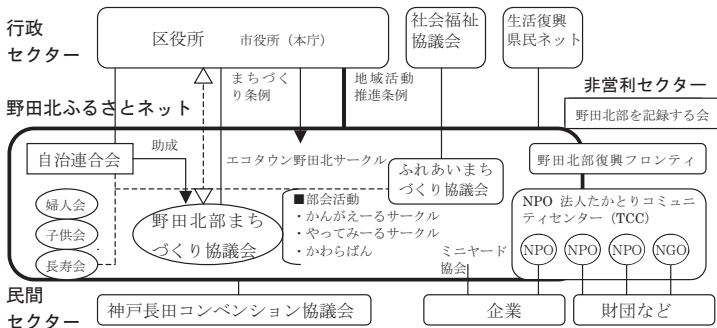 行政
セクター
区役所　市役所（本庁）
社会福祉
協議会
生活復興
県民ネット
まちづく
り条例
地域活動
推進条例
非営利セクター
野田北ふるさとネット
野田北部を記録する会
自治連合会
助成
エコタウン野田北サークル
ふれあいまち
づくり協議会
野田北部復興フロンティ
婦人会
子供会
長寿会
野田北部まち
づくり協議会
■部会活動
・かんがえーるサークル
・やってみーるサークル
・かわらばん
ミニヤード
協会
NPO 法人たかとりコミュニ
ティセンター（TCC）
NPO
NPO
NPO
NGO
民間
セクター
神戸長田コンベンション協議会
企業
財団など